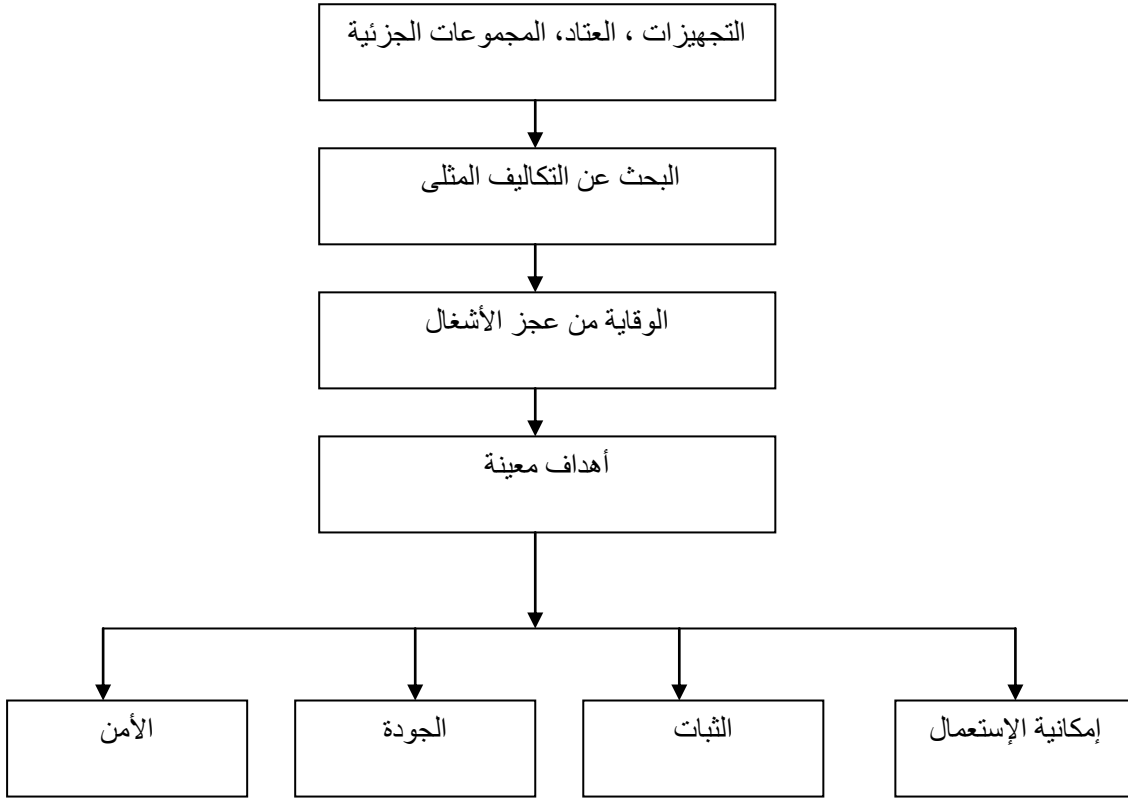 التجهيزات ، العتاد، المجموعات الجزئية
البحث عن التكاليف المثلى
الوقاية من عجز الأشغال
أهداف معينة
إمكانية الإستعمال
الثبات
الجودة
الأمن